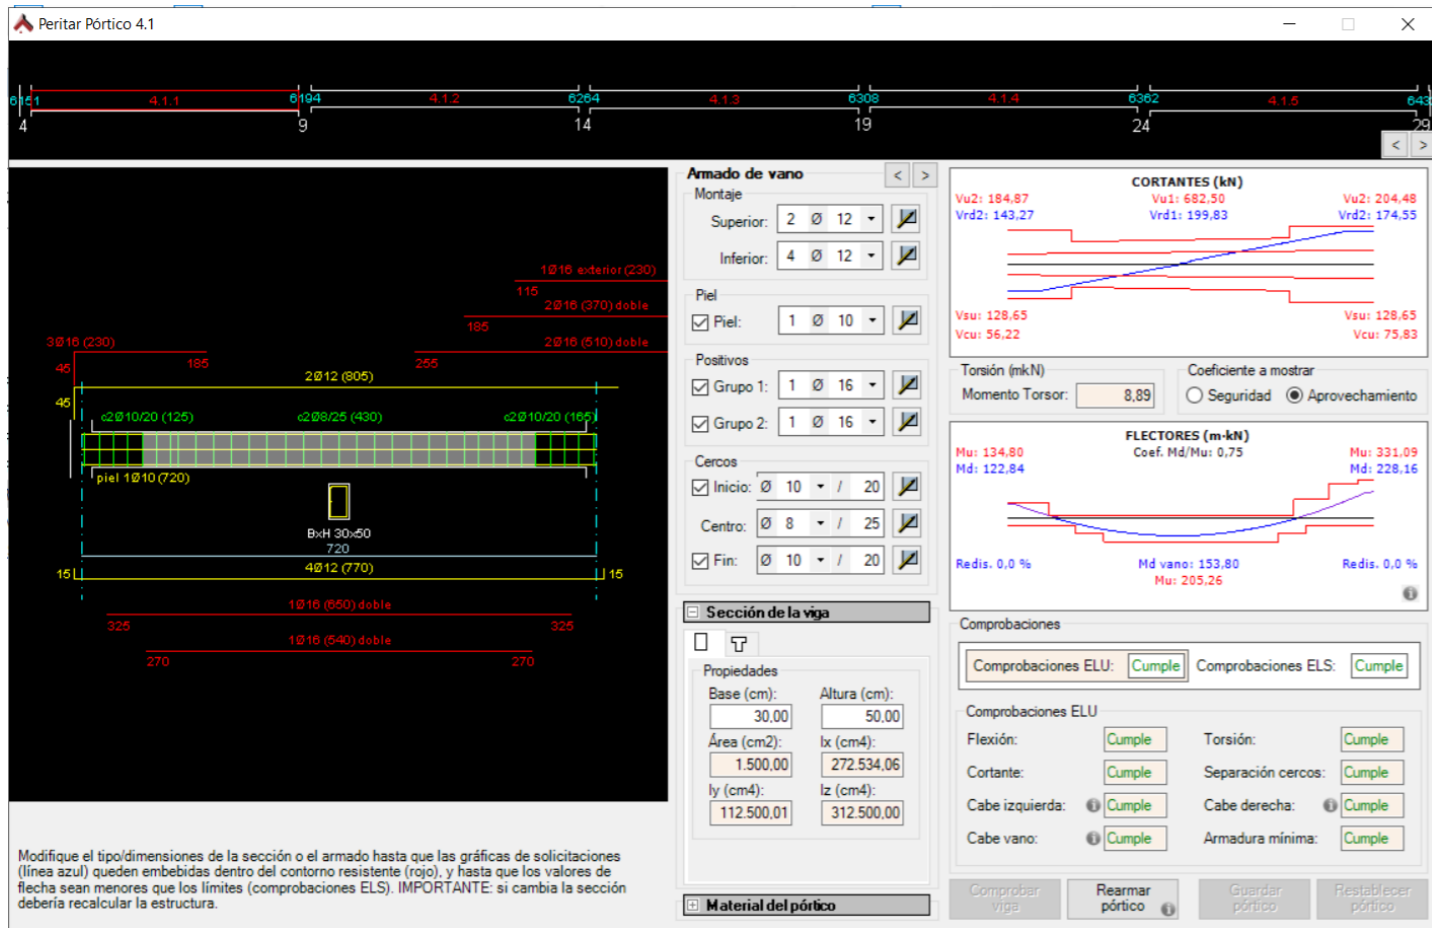 Peritar Pórtico 4.1
6151 4.1.1 6194 4.1.2 6264 4.1.3 6308 4.1.4 6362 4.1.5 643
4 9 14 19 24 29
< >
1Ø16 exterior (230)
115
2Ø16 (370) doble
185
3Ø16 (230) 2Ø16 (510) doble
45 185 255
2Ø12 (805)
45
c2Ø10/20 (125) c2Ø8/25 (430) c2Ø10/20 (165)
piel 1Ø10 (720)
BxH 30x50
720
15 4Ø12 (770) 15
1Ø16 (650) doble
325 325
1Ø16 (540) doble
270 270
Modifique el tipo/dimensiones de la sección o el armado hasta que las gráficas de solicitaciones
(línea azul) queden embebidas dentro del contorno resistente (rojo), y hasta que los valores de
flecha sean menores que los límites (comprobaciones ELS). IMPORTANTE: si cambia la sección
debería recalcular la estructura.
Armado de vano < >
Montaje
Superior: 2 Ø 12
Inferior: 4 Ø 12
Piel
Piel: 1 Ø 10
Positivos
Grupo 1: 1 Ø 16
Grupo 2: 1 Ø 16
Cercos
Inicio: Ø 10 / 20
Centro: Ø 8 / 25
Fin: Ø 10 / 20
Sección de la viga
Propiedades
Base (cm): Altura (cm):
30,00 50,00
Área (cm2): Ix (cm4):
1.500,00 272.534,06
Iy (cm4): Iz (cm4):
112.500,01 312.500,00
Material del pórtico
CORTANTES (kN)
Vu2: 184,87 Vu1: 682,50 Vu2: 204,48
Vrd2: 143,27 Vrd1: 199,83 Vrd2: 174,55
Vsu: 128,65 Vsu: 128,65
Vcu: 56,22 Vcu: 75,83
Torsión (mkN)
Momento Torsor: 8,89
Coeficiente a mostrar
Seguridad Aprovechamiento
FLECTORES (m·kN)
Mu: 134,80 Coef. Md/Mu: 0,75 Mu: 331,09
Md: 122,84 Md: 228,16
Redis. 0,0 % Md vano: 153,80 Redis. 0,0 %
Mu: 205,26
Comprobaciones
Comprobaciones ELU: Cumple Comprobaciones ELS: Cumple
Comprobaciones ELU
Flexión: Cumple Torsión: Cumple
Cortante: Cumple Separación cercos: Cumple
Cabe izquierda: Cumple Cabe derecha: Cumple
Cabe vano: Cumple Armadura mínima: Cumple
Comprobar
viga
Rearmar
pórtico
Guardar
pórtico
Restablecer
pórtico